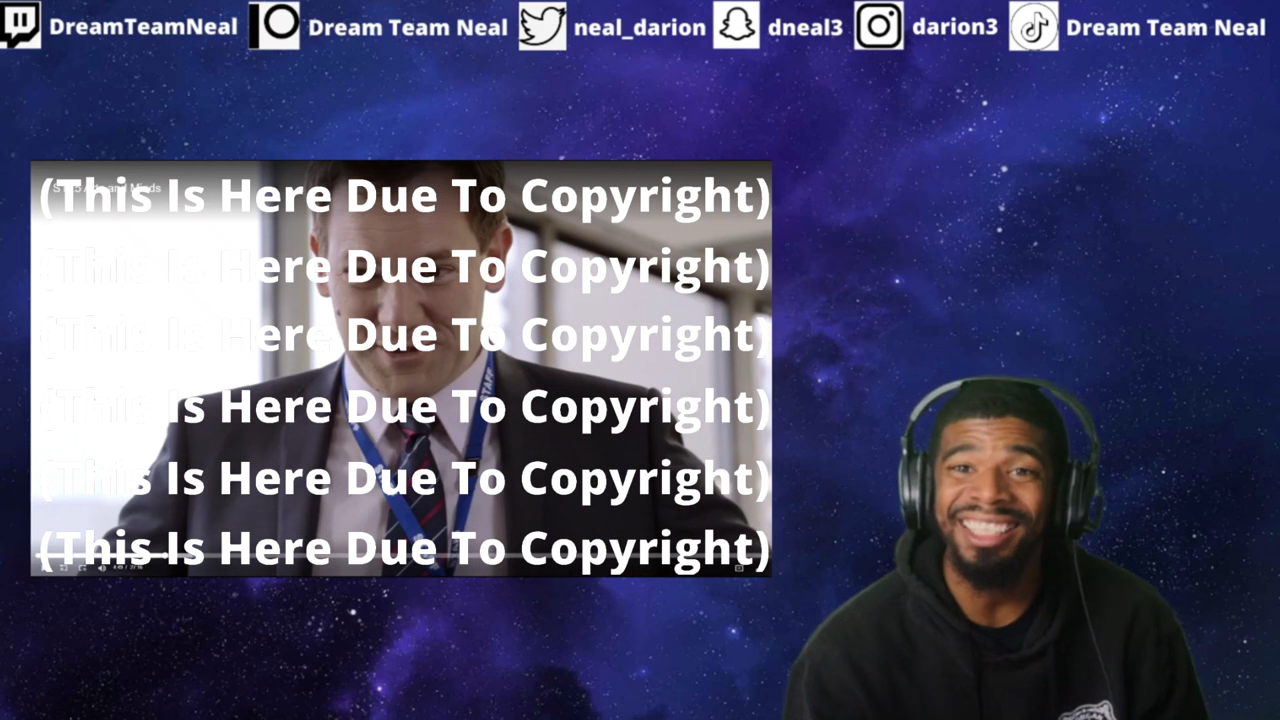 DreamTeamNeal
Dream Team Neal
neal_darion
dneal3
darion3
Dream Team Neal
(This Is Here Due To Copyright)
(This Is Here Due To Copyright)
(This Is Here Due To Copyright)
(This Is Here Due To Copyright)
STAFF
(This Is Here Due To Copyright)
(This Is Here Due To Copyright)